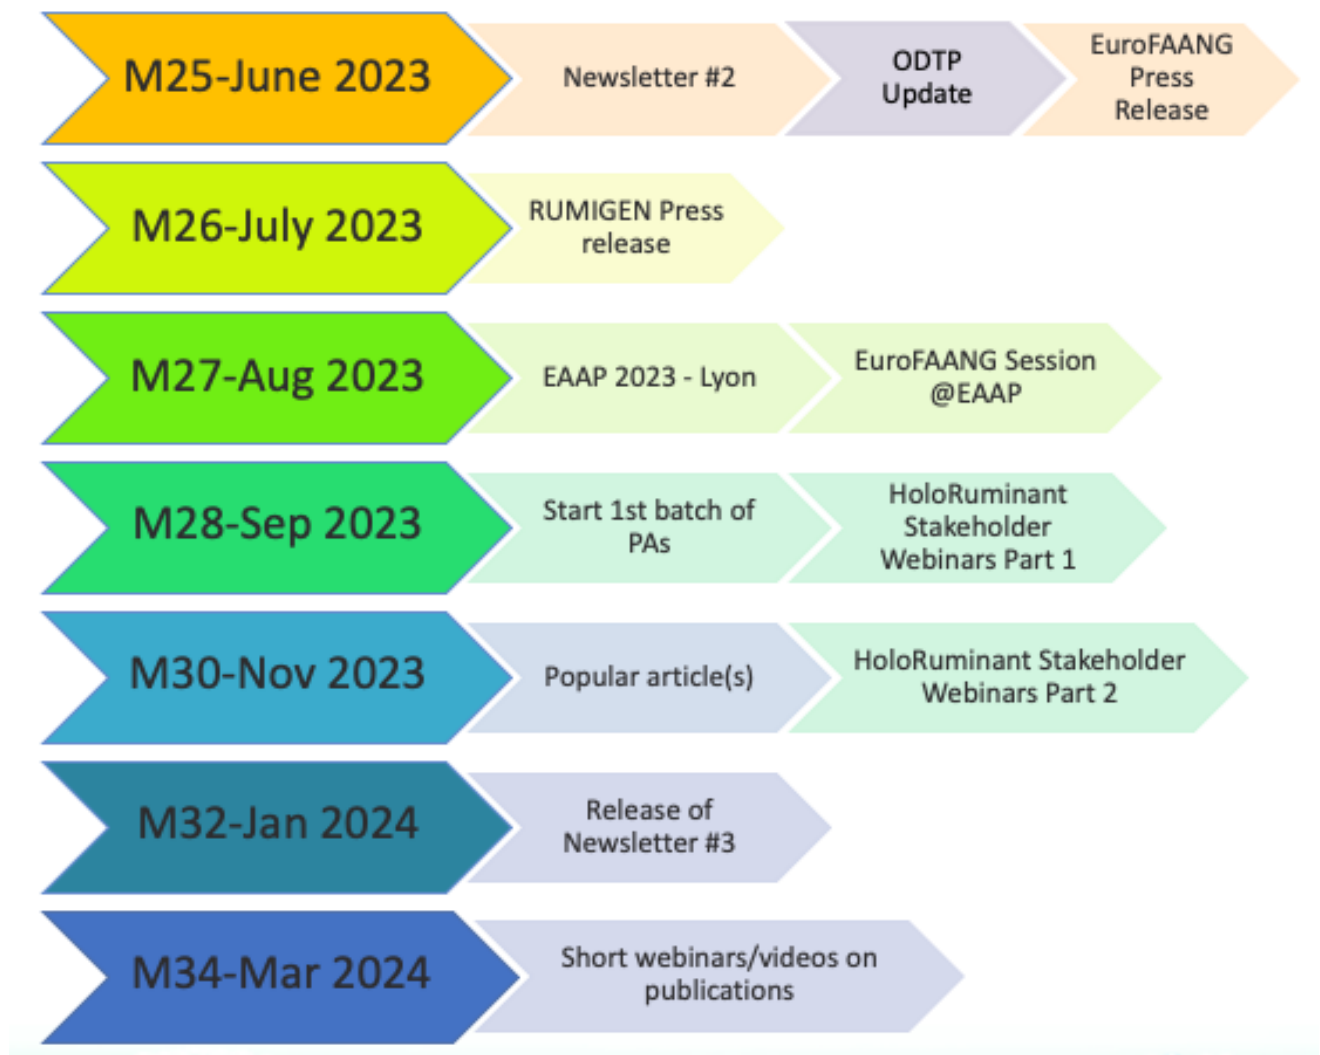 M25-June 2023
Newsletter #2
ODTP
Update
EuroFAANG
Press
Release
M26-July 2023
RUMIGEN Press
release
M27-Aug 2023
EAAP 2023 - Lyon
EuroFAANG Session
@EAAP
M28-Sep 2023
Start 1st batch of
PAs
HoloRuminant
Stakeholder
Webinars Part 1
M30-Nov 2023
Popular article(s)
HoloRuminant Stakeholder
Webinars Part 2
M32-Jan 2024
Release of
Newsletter #3
M34-Mar 2024
Short webinars/videos on
publications